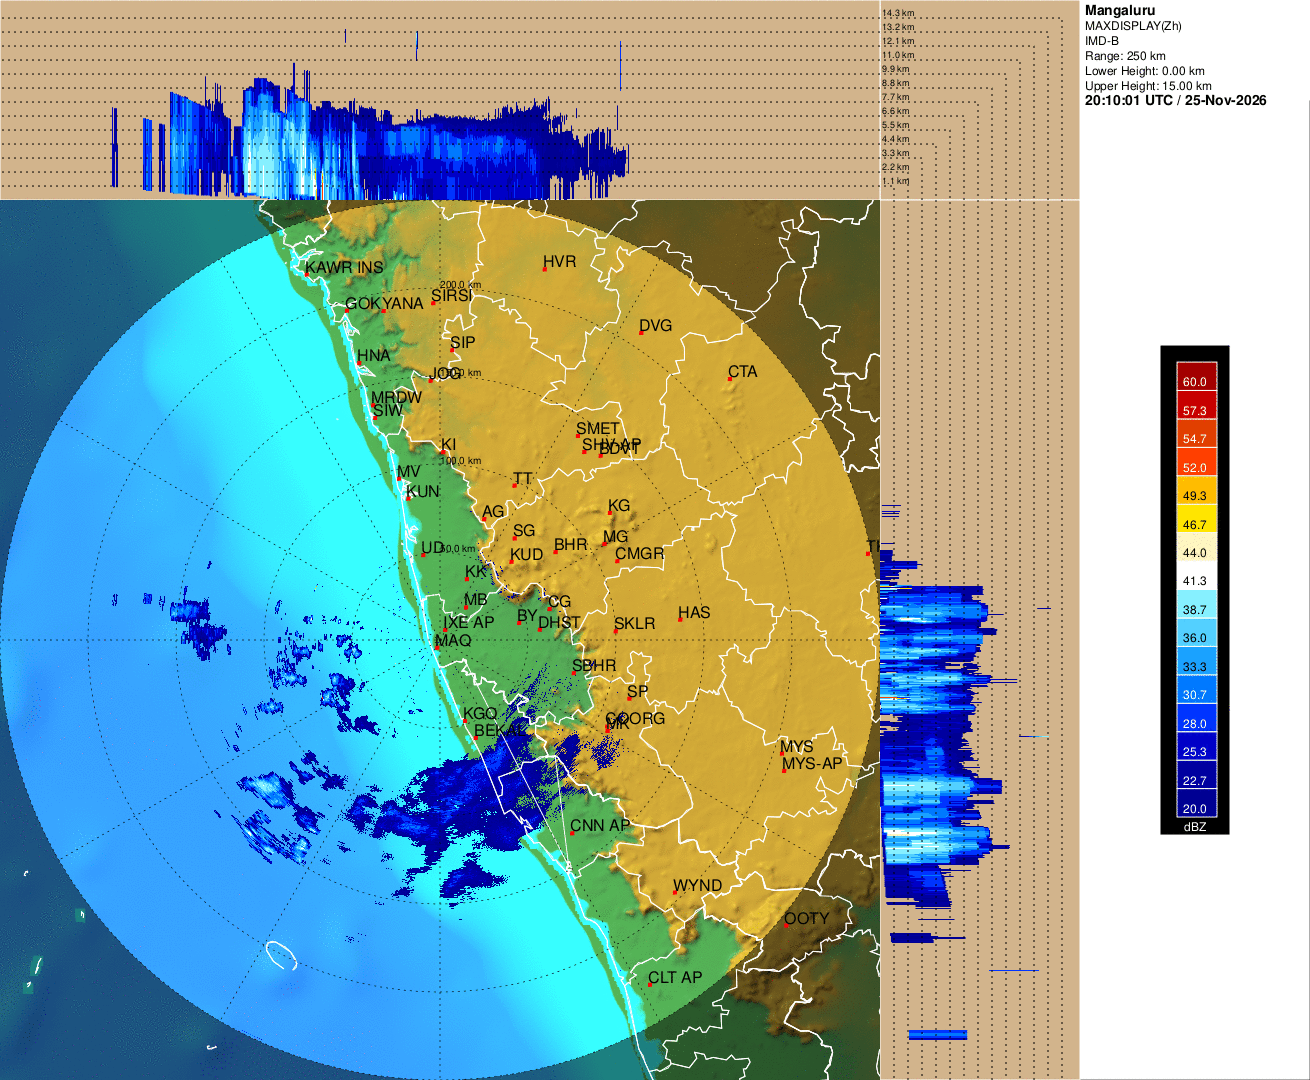 14.3 km
13.2 km
12.1 km
11.0 km
9.9 km
8.8 km
7.7 km
6.6 km
5.5 km
4.4 km
3.3 km
2.2 km
1.1 km
Mangaluru
MAXDISPLAY(Zh)
IMD-B
Range: 250 km
Lower Height: 0.00 km
Upper Height: 15.00 km
20:10:01 UTC / 25-Nov-2026
KAWR INS
HVR
200.0 km
SIRSI
GOKYANA
DVG
SIP
HNA
JOG
CTA
MRDW
SIW
SMET
SHV-AP
BDVT
KI
100.0 km
MV
TT
KUN
AG
KG
SG
MG
UD
50.0 km
KUD
BHR
CMGR
KK
MB
CG
IXE AP
BY
DHST
SKLR
HAS
MAQ
SBHR
SP
KGO
COORG
BEK
MYS
MYS-AP
CNN AP
WYND
OOTY
CLT AP
60.0
57.3
54.7
52.0
49.3
46.7
44.0
41.3
38.7
36.0
33.3
30.7
28.0
25.3
22.7
20.0
dBZ